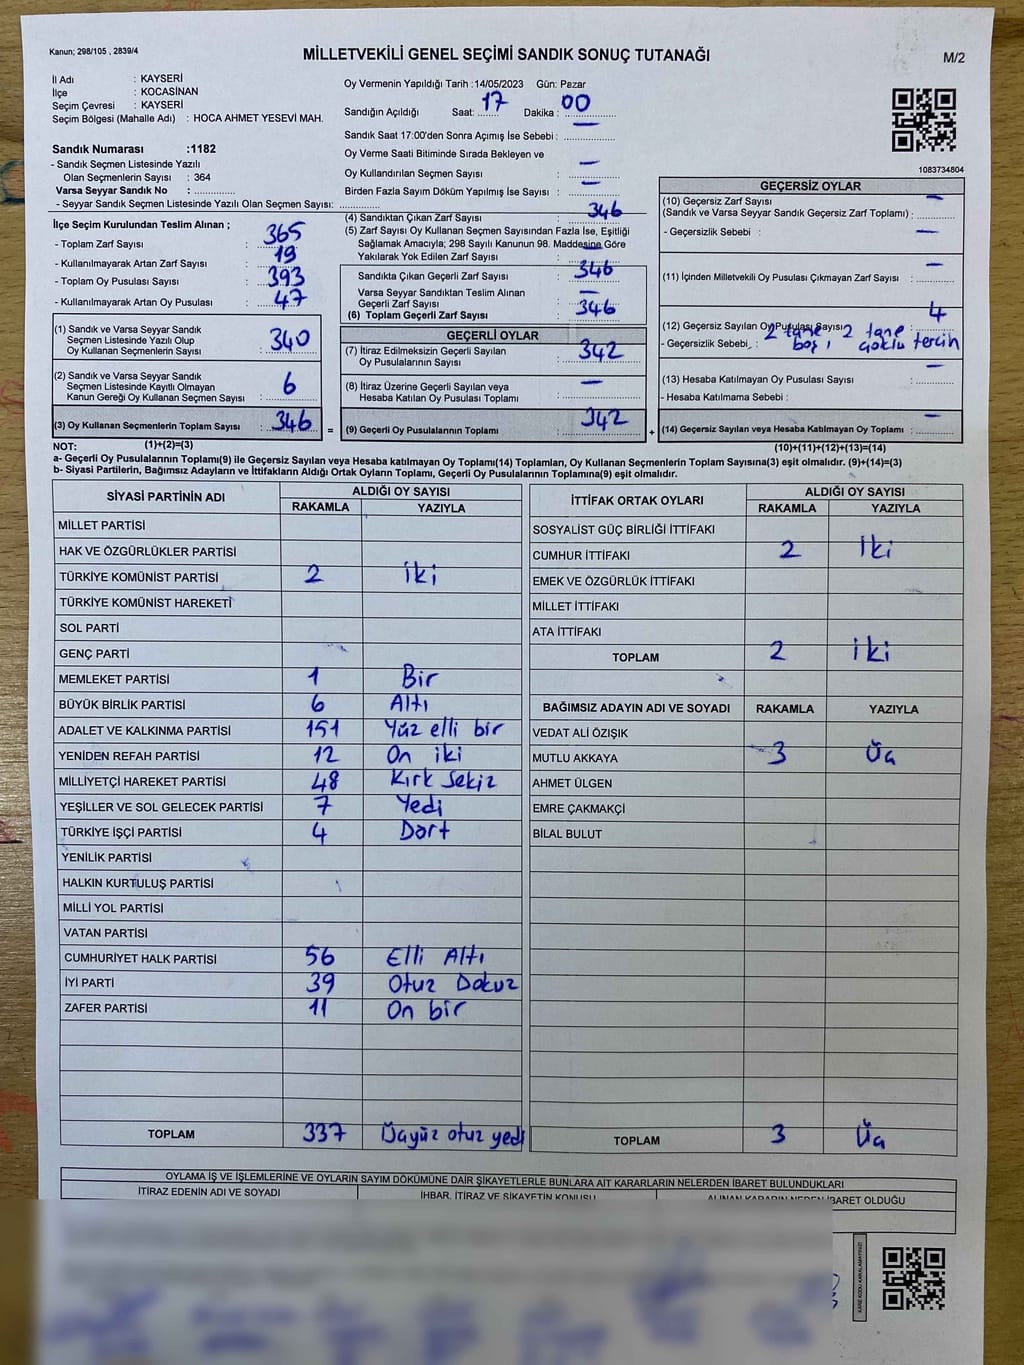 Kanun; 298/105 , 2839/4
MİLLETVEKİLİ GENEL SEÇİMİ SANDIK SONUÇ TUTANAĞI
M/2
İl Adı : KAYSERİ
İlçe : KOCASİNAN
Seçim Çevresi : KAYSERİ
Seçim Bölgesi (Mahalle Adı) : HOCA AHMET YESEVİ MAH.
Sandık Numarası :1182
- Sandık Seçmen Listesinde Yazılı
Olan Seçmenlerin Sayısı : 364
Varsa Seyyar Sandık No : ..............
- Seyyar Sandık Seçmen Listesinde Yazılı Olan Seçmen Sayısı: ..............
Oy Vermenin Yapıldığı Tarih :14/05/2023 Gün: Pazar
Sandığın Açıldığı Saat: 17 Dakika : 00
Sandık Saat 17:00'den Sonra Açımış İse Sebebi : —
Oy Verme Saati Bitiminde Sırada Bekleyen ve
Oy Kullandırılan Seçmen Sayısı : —
Birden Fazla Sayım Döküm Yapılmış İse Sayısı : —
1083734804
İlçe Seçim Kurulundan Teslim Alınan ;
- Toplam Zarf Sayısı : 365
- Kullanılmayarak Artan Zarf Sayısı : 19
- Toplam Oy Pusulası Sayısı : 393
- Kullanılmayarak Artan Oy Pusulası : 47
(1) Sandık ve Varsa Seyyar Sandık
Seçmen Listesinde Yazılı Olup
Oy Kullanan Seçmenlerin Sayısı : 340
(2) Sandık ve Varsa Seyyar Sandık
Seçmen Listesinde Kayıtlı Olmayan
Kanun Gereği Oy Kullanan Seçmen Sayısı : 6
(3) Oy Kullanan Seçmenlerin Toplam Sayısı : 346 =
(4) Sandıktan Çıkan Zarf Sayısı : 346
(5) Zarf Sayısı Oy Kullanan Seçmen Sayısından Fazla İse, Eşitliği
Sağlamak Amacıyla; 298 Sayılı Kanunun 98. Maddesine Göre
Yakılarak Yok Edilen Zarf Sayısı : —
Sandıkta Çıkan Geçerli Zarf Sayısı : 346
Varsa Seyyar Sandıktan Teslim Alınan
Geçerli Zarf Sayısı : —
(6) Toplam Geçerli Zarf Sayısı : 346
GEÇERLİ OYLAR
(7) İtiraz Edilmeksizin Geçerli Sayılan
Oy Pusulalarının Sayısı : 342
(8) İtiraz Üzerine Geçerli Sayılan veya
Hesaba Katılan Oy Pusulası Toplamı : —
(9) Geçerli Oy Pusulalarının Toplamı : 342 +
GEÇERSİZ OYLAR
(10) Geçersiz Zarf Sayısı
(Sandık ve Varsa Seyyar Sandık Geçersiz Zarf Toplamı) : —
- Geçersizlik Sebebi : —
(11) İçinden Milletvekili Oy Pusulası Çıkmayan Zarf Sayısı : —
(12) Geçersiz Sayılan Oy Pusulası Sayısı : 4
- Geçersizlik Sebebi : 2 tane boş, 2 tane çoklu tercih
(13) Hesaba Katılmayan Oy Pusulası Sayısı : —
- Hesaba Katılmama Sebebi :
(14) Geçersiz Sayılan veya Hesaba Katılmayan Oy Toplamı : —
NOT: (1)+(2)=(3) (10)+(11)+(12)+(13)=(14)
a- Geçerli Oy Pusulalarının Toplamı(9) ile Geçersiz Sayılan veya Hesaba katılmayan Oy Toplamı(14) Toplamları, Oy Kullanan Seçmenlerin Toplam Sayısına(3) eşit olmalıdır. (9)+(14)=(3)
b- Siyasi Partilerin, Bağımsız Adayların ve İttifakların Aldığı Ortak Oyların Toplamı, Geçerli Oy Pusulalarının Toplamına(9) eşit olmalıdır.
SİYASİ PARTİNİN ADI ALDIĞI OY SAYISI
RAKAMLA YAZIYLA
MİLLET PARTİSİ
HAK VE ÖZGÜRLÜKLER PARTİSİ
TÜRKİYE KOMÜNİST PARTİSİ 2 iki
TÜRKİYE KOMÜNİST HAREKETİ
SOL PARTİ
GENÇ PARTİ
MEMLEKET PARTİSİ 1 Bir
BÜYÜK BİRLİK PARTİSİ 6 Altı
ADALET VE KALKINMA PARTİSİ 151 Yüz elli bir
YENİDEN REFAH PARTİSİ 12 On iki
MİLLİYETÇİ HAREKET PARTİSİ 48 Kırk Sekiz
YEŞİLLER VE SOL GELECEK PARTİSİ 7 Yedi
TÜRKİYE İŞÇİ PARTİSİ 4 Dört
YENİLİK PARTİSİ
HALKIN KURTULUŞ PARTİSİ
MİLLİ YOL PARTİSİ
VATAN PARTİSİ
CUMHURİYET HALK PARTİSİ 56 Elli Altı
İYİ PARTİ 39 Otuz Dokuz
ZAFER PARTİSİ 11 On bir
TOPLAM 337 Üçyüz otuz yedi
İTTİFAK ORTAK OYLARI ALDIĞI OY SAYISI
RAKAMLA YAZIYLA
SOSYALİST GÜÇ BİRLİĞİ İTTİFAKI
CUMHUR İTTİFAKI 2 İki
EMEK VE ÖZGÜRLÜK İTTİFAKI
MİLLET İTTİFAKI
ATA İTTİFAKI
TOPLAM 2 iki
BAĞIMSIZ ADAYIN ADI VE SOYADI RAKAMLA YAZIYLA
VEDAT ALİ ÖZIŞIK
MUTLU AKKAYA 3 Üç
AHMET ÜLGEN
EMRE ÇAKMAKÇİ
BİLAL BULUT
TOPLAM 3 Üç
OYLAMA İŞ VE İŞLEMLERİNE VE OYLARIN SAYIM DÖKÜMÜNE DAİR ŞİKAYETLERLE BUNLARA AİT KARARLARIN NELERDEN İBARET BULUNDUKLARI
İTİRAZ EDENİN ADI VE SOYADI İHBAR, İTİRAZ VE ŞİKAYETİN KONUSU ALINAN KARARIN NEDEN İBARET OLDUĞU
KARE KODU KARALAMAYINIZ!